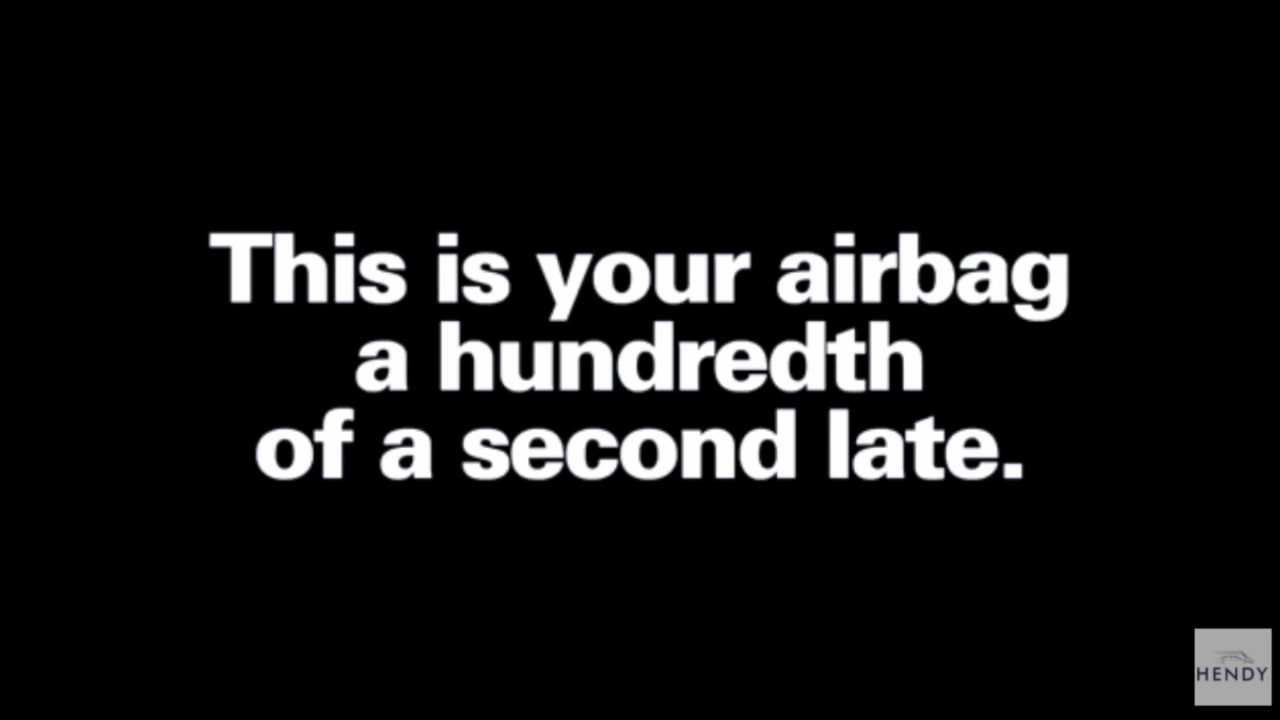 This is your airbag
a hundredth
of a second late.
HENDY